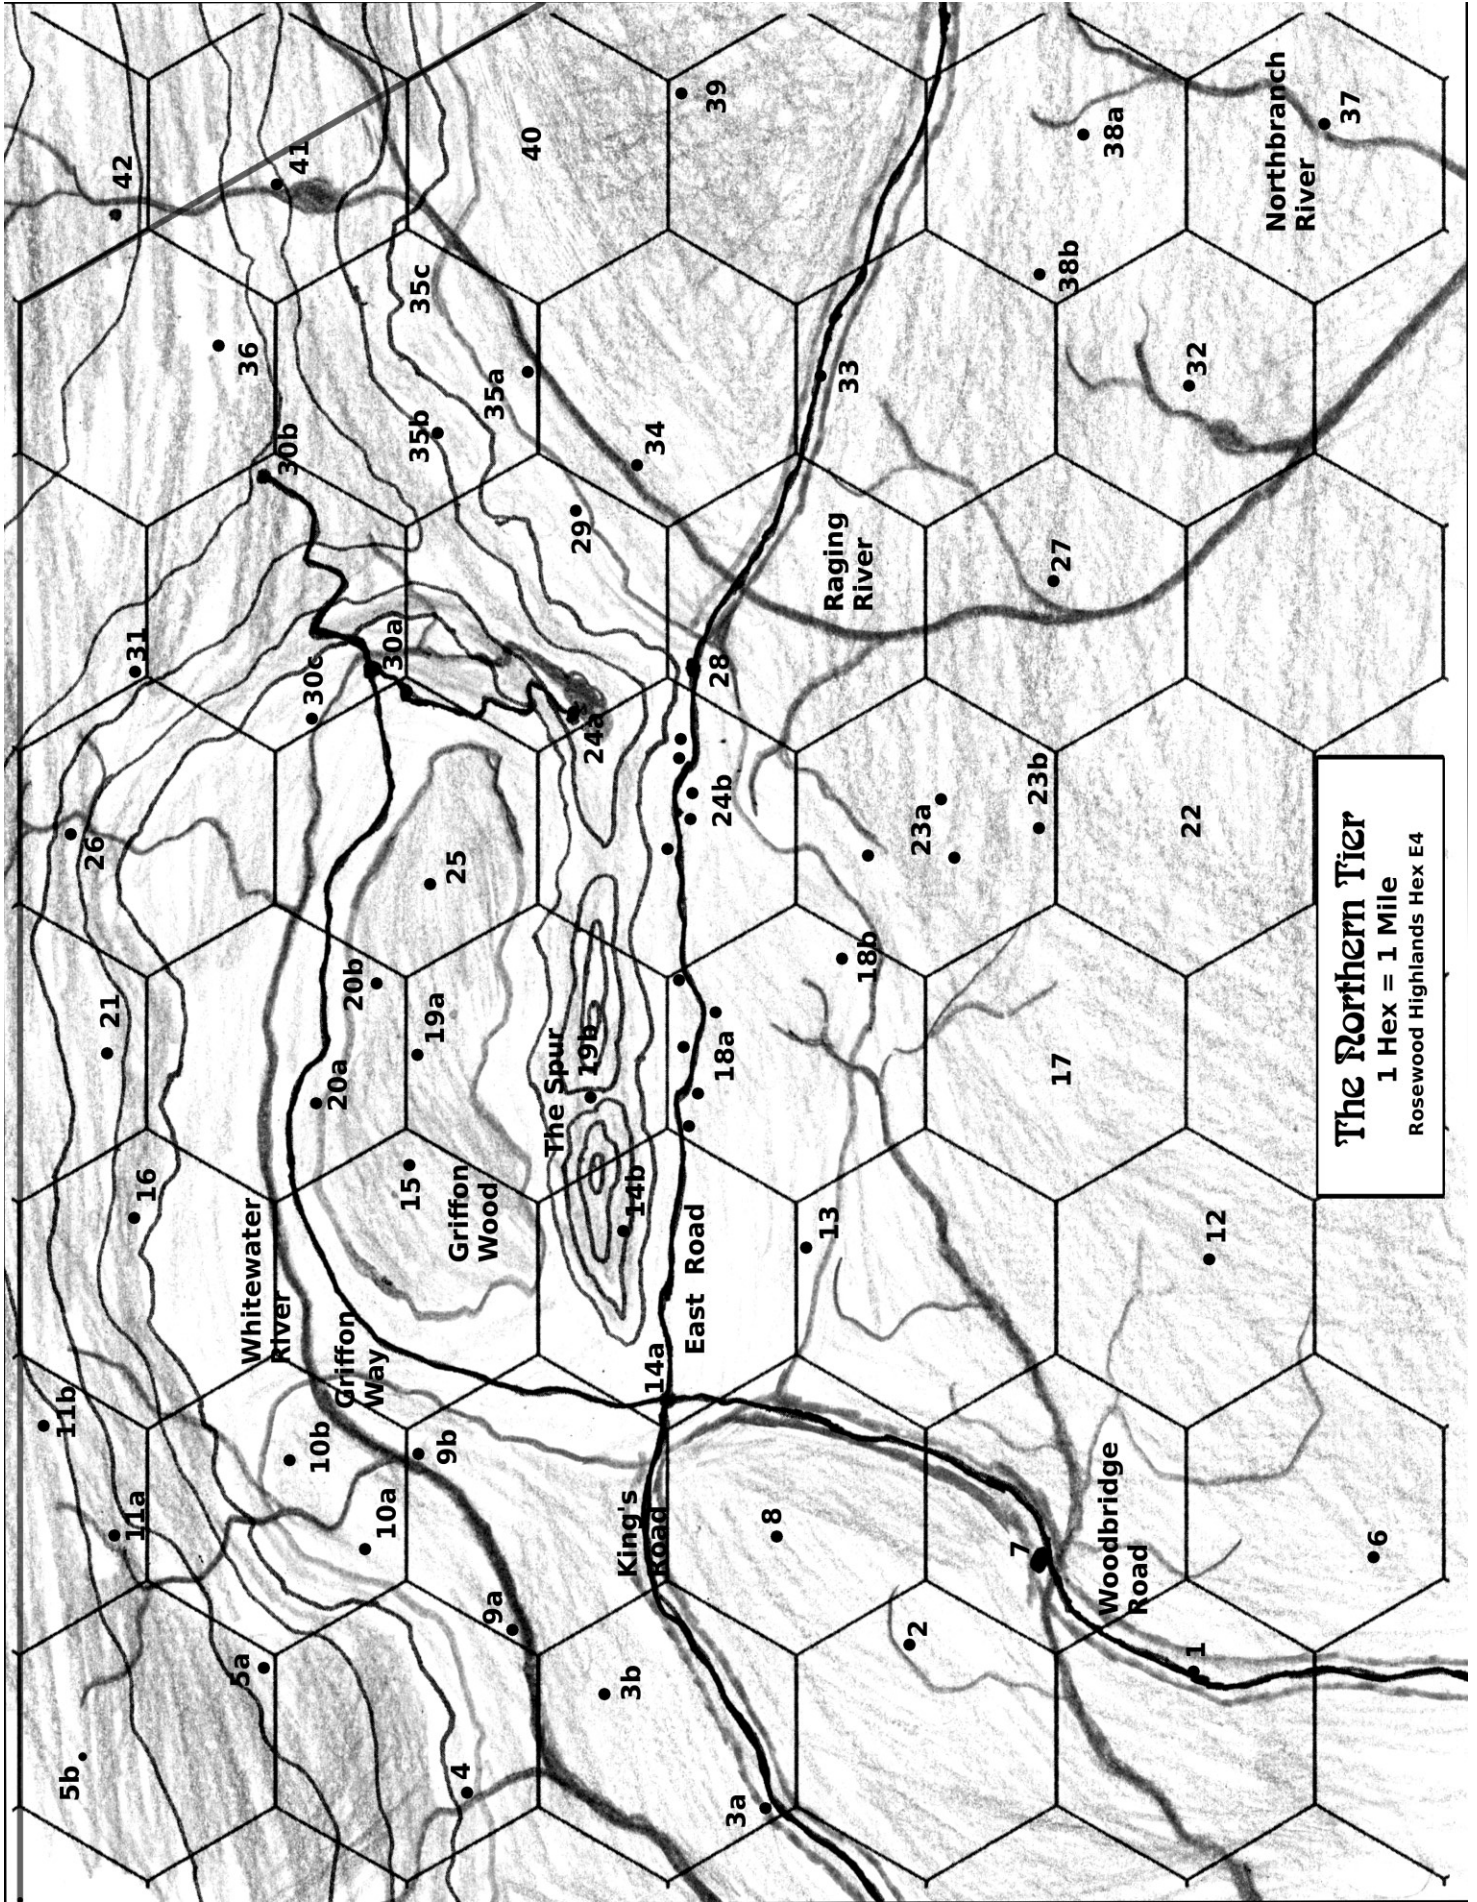 5b
11b
26
21
42
11a
31
16
5a
36
Whitewater
River
30b
41
30c
10b
20a
Griffon
Way
20b
10a
30a
15
35b
35c
19a
9b
25
4
Griffon
Wood
9a
35a
40
The Spur
29
19b
24a
3b
King's
Road
14b
14a
34
East Road
39
28
24b
18a
3a
8
13
Raging
River
33
18b
2
23a
7
23b
17
27
38b
Woodbridge
Road
38a
22
1
32
12
Northbranch
River
37
6
The Northern Tier
1 Hex = 1 Mile
Rosewood Highlands Hex E4